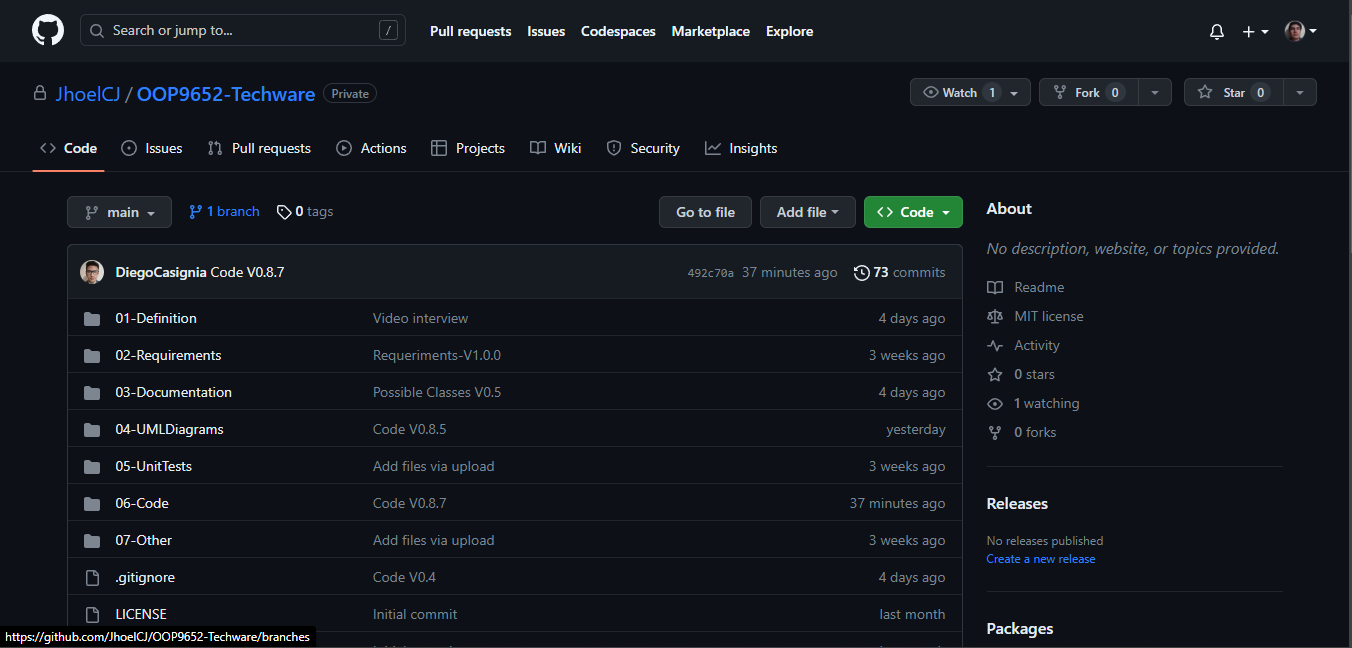 Search or jump to... /
Pull requests Issues Codespaces Marketplace Explore
JhoelCJ / OOP9652-Techware Private
Watch 1 Fork 0 Star 0
Code Issues Pull requests Actions Projects Wiki Security Insights
main 1 branch 0 tags Go to file Add file Code
DiegoCasignia Code V0.8.7 492c70a 37 minutes ago 73 commits
01-Definition Video interview 4 days ago
02-Requirements Requeriments-V1.0.0 3 weeks ago
03-Documentation Possible Classes V0.5 4 days ago
04-UMLDiagrams Code V0.8.5 yesterday
05-UnitTests Add files via upload 3 weeks ago
06-Code Code V0.8.7 37 minutes ago
07-Other Add files via upload 3 weeks ago
.gitignore Code V0.4 4 days ago
LICENSE Initial commit last month
https://github.com/JhoelCJ/OOP9652-Techware/branches
About
No description, website, or topics provided.
Readme
MIT license
Activity
0 stars
1 watching
0 forks
Releases
No releases published
Create a new release
Packages